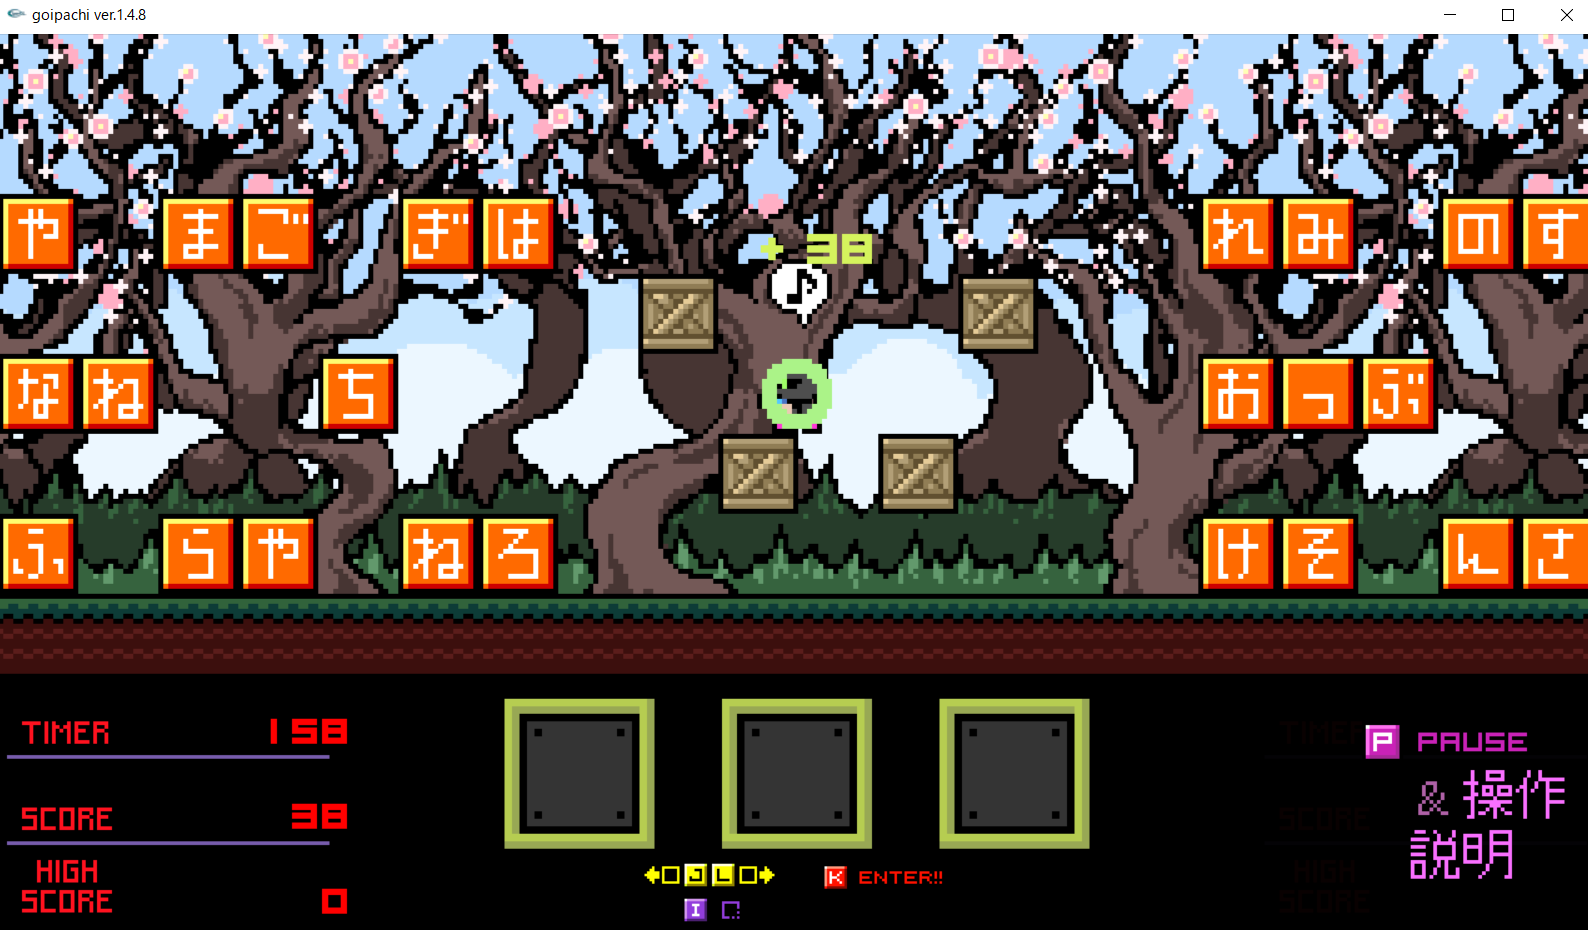 goipachi ver.1.4.8
や まご ぎは れみ のす
+ 38
♪
なね ち おっぶ
ふ らや ねろ けそ んさ
TIMER 158
P PAUSE
& 操作
説明
SCORE 38
HIGH
SCORE 0
J L
K ENTER!!
I